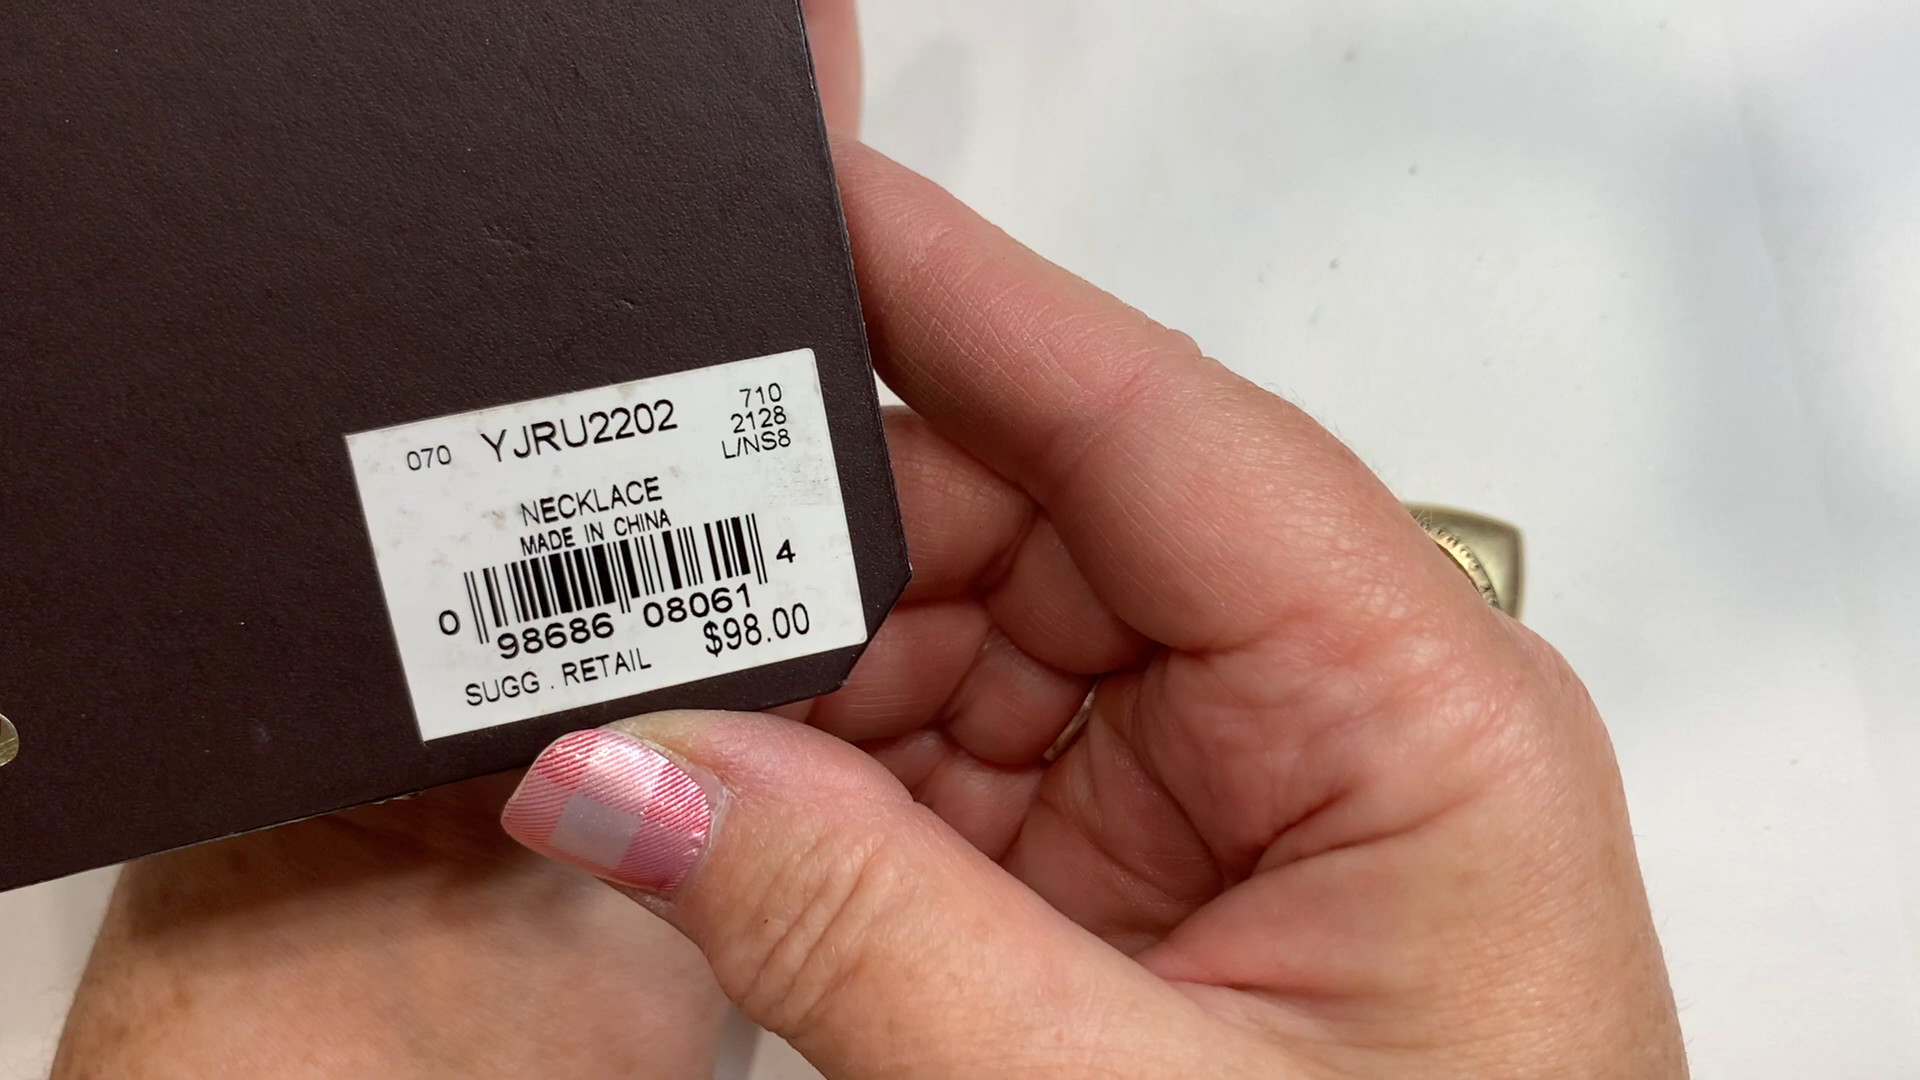 070 YJRU2202 710
2128
L/NS8
NECKLACE
MADE IN CHINA
0 98686 08061 4
$98.00
SUGG . RETAIL